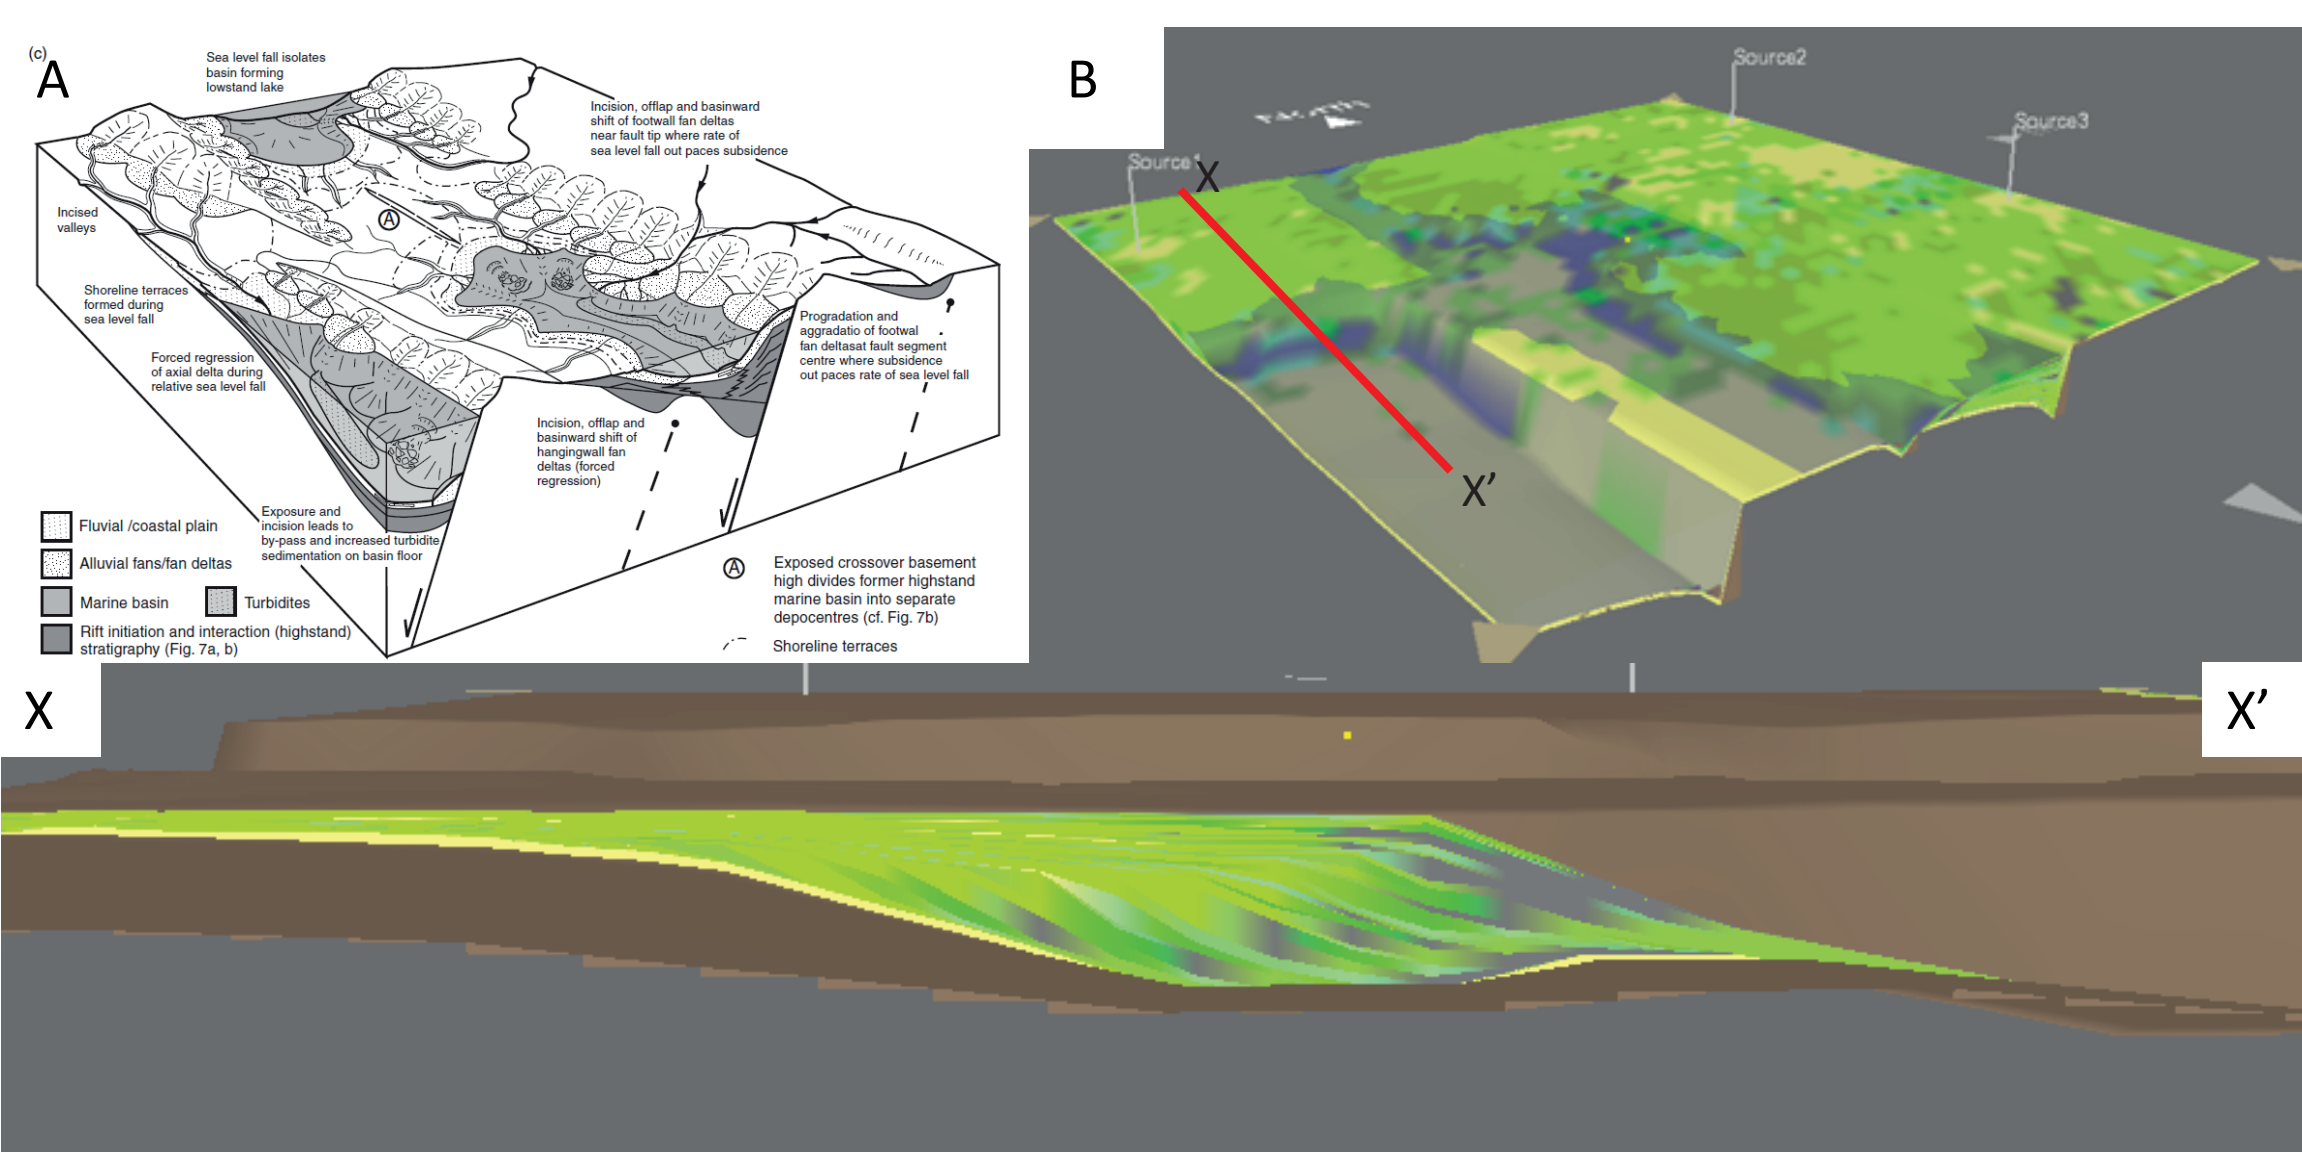 (c)
A
Sea level fall isolates
basin forming
lowstand lake
Incision, offlap and basinward
shift of footwall fan deltas
near fault tip where rate of
sea level fall out paces subsidence
A
Incised
valleys
Shoreline terraces
formed during
sea level fall
Forced regression
of axial delta during
relative sea level fall
Progradation and
aggradatio of footwal
fan deltasat fault segment
centre where subsidence
out paces rate of sea level fall
Incision, offlap and
basinward shift of
hangingwall fan
deltas (forced
regression)
Exposure and
incision leads to
by-pass and increased turbidite
sedimentation on basin floor
Fluvial /coastal plain
Alluvial fans/fan deltas
Marine basin
Turbidites
Rift initiation and interaction (highstand)
stratigraphy (Fig. 7a, b)
A
Exposed crossover basement
high divides former highstand
marine basin into separate
depocentres (cf. Fig. 7b)
Shoreline terraces
B
Source2
Source3
Source1
X
X'
X
X'